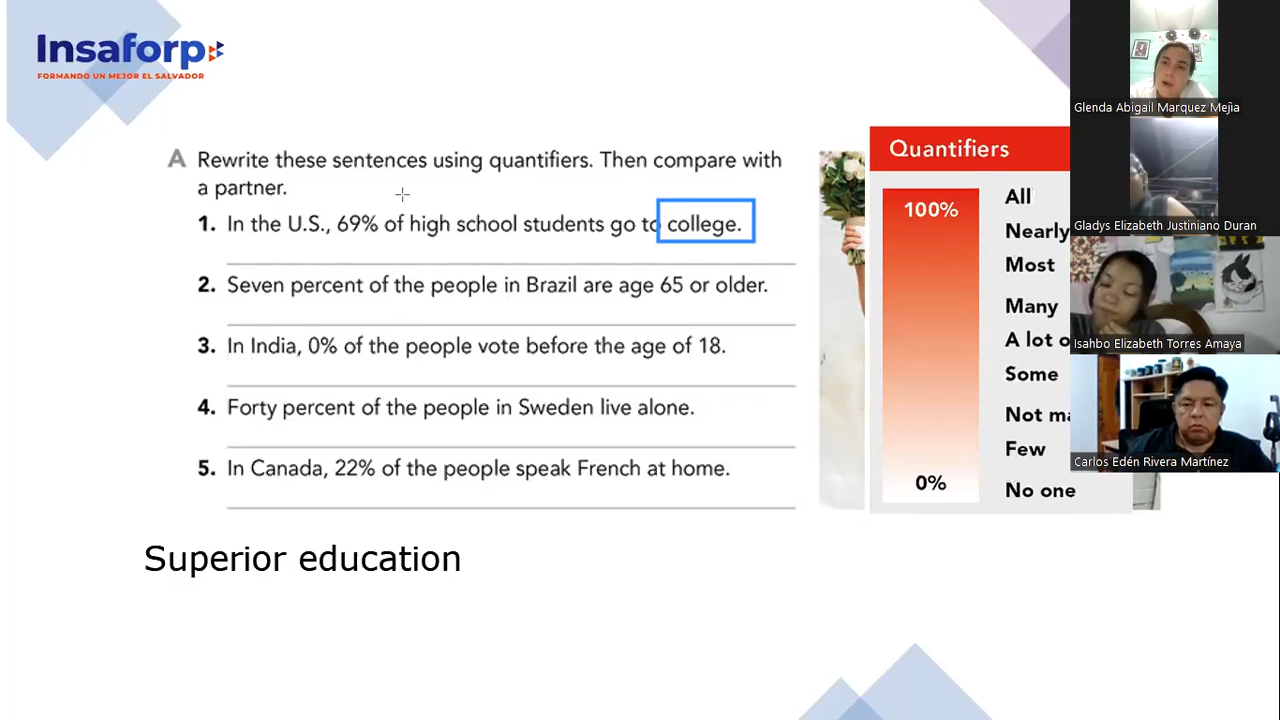 Insaforp
FORMANDO UN MEJOR EL SALVADOR
A Rewrite these sentences using quantifiers. Then compare with
a partner.
1. In the U.S., 69% of high school students go to college.
2. Seven percent of the people in Brazil are age 65 or older.
3. In India, 0% of the people vote before the age of 18.
4. Forty percent of the people in Sweden live alone.
5. In Canada, 22% of the people speak French at home.
Superior education
Quantifiers
100%
All
Nearly
Most
Many
A lot o
Some
Not ma
Few
0%
No one
Glenda Abigail Marquez Mejia
Gladys Elizabeth Justiniano Duran
Isahbo Elizabeth Torres Amaya
Carlos Edén Rivera Martínez